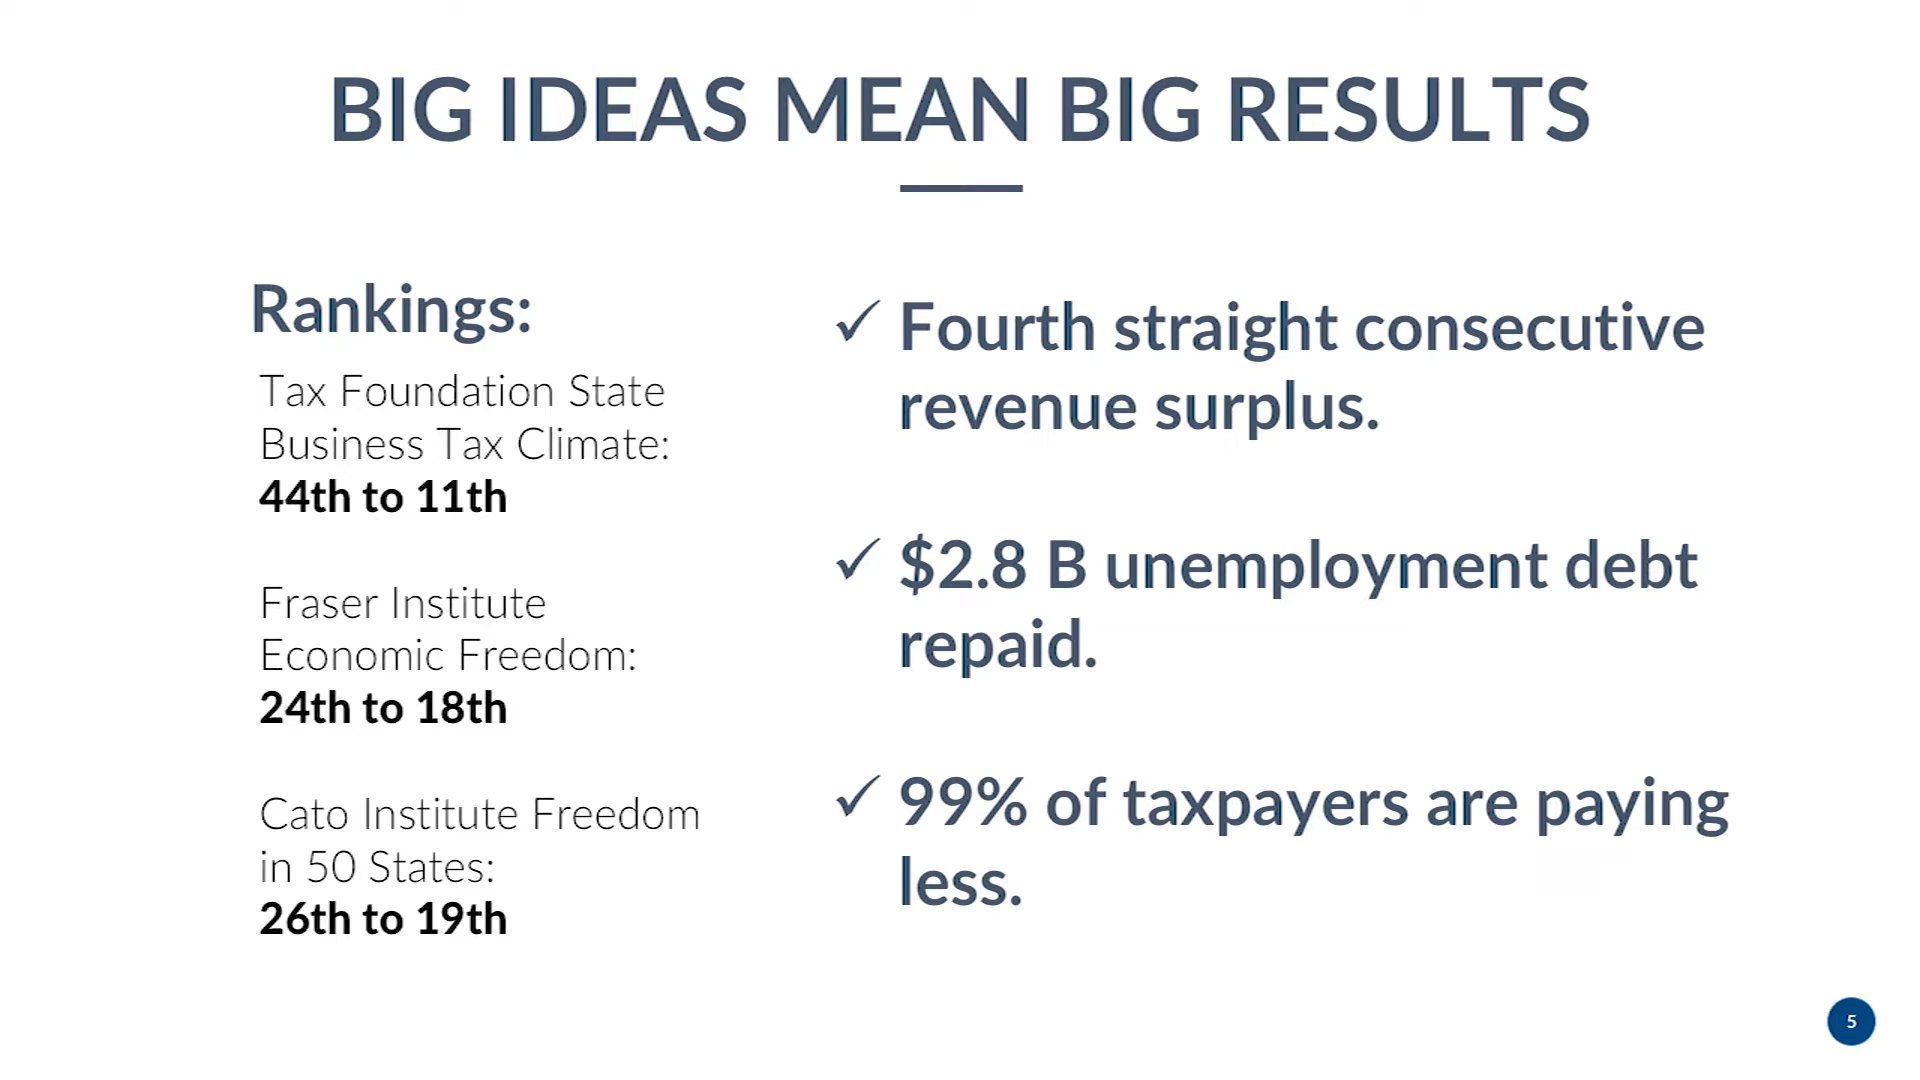 BIG IDEAS MEAN BIG RESULTS
Rankings:
Tax Foundation State
Business Tax Climate:
44th to 11th
Fraser Institute
Economic Freedom:
24th to 18th
Cato Institute Freedom
in 50 States:
26th to 19th
✓ Fourth straight consecutive
revenue surplus.
✓ $2.8 B unemployment debt
repaid.
✓ 99% of taxpayers are paying
less.
5